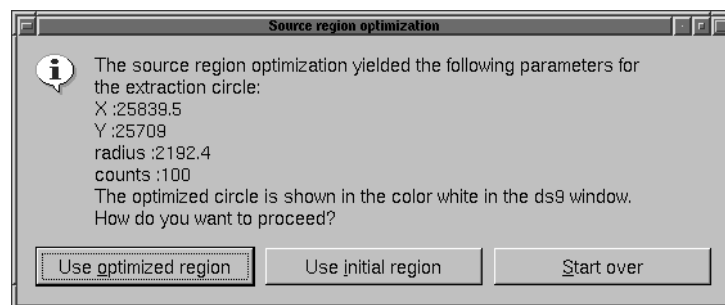 Source region optimization
The source region optimization yielded the following parameters for
the extraction circle:
X :25839.5
Y :25709
radius :2192.4
counts :100
The optimized circle is shown in the color white in the ds9 window.
How do you want to proceed?
Use optimized region
Use initial region
Start over